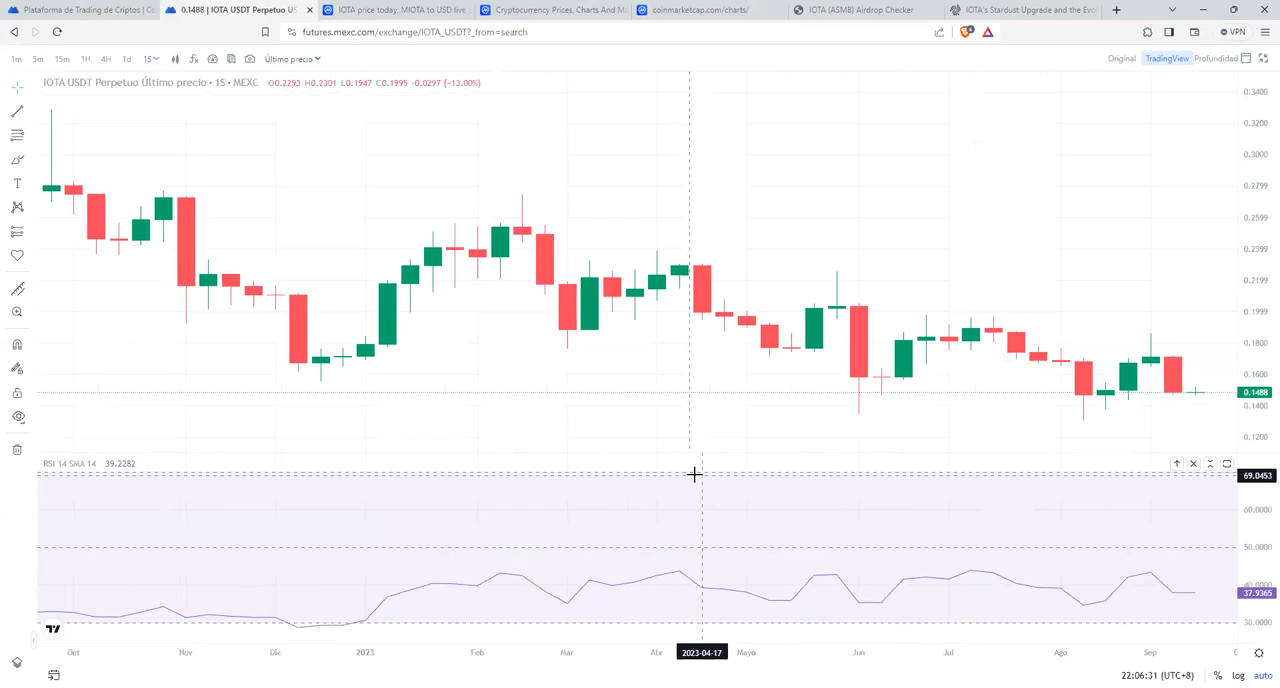 Plataforma de Trading de Criptos | Co
0.1488 | IOTA USDT Perpetuo US
IOTA price today, MIOTA to USD live
Cryptocurrency Prices, Charts And Ma
coinmarketcap.com/charts/
IOTA (ASMB) Airdrop Checker
IOTA's Stardust Upgrade and the Evo
futures.mexc.com/exchange/IOTA_USDT?_from=search
VPN
1m 5m 15m 1H 4H 1d 1S Último precio
Original TradingView Profundidad
IOTA USDT Perpetuo Último precio · 1S · MEXC O0.2293 H0.2301 L0.1947 C0.1995 -0.0297 (-13.00%)
0.3400
0.3200
0.3000
0.2799
0.2599
0.2399
0.2199
0.1999
0.1800
0.1600
0.1488
0.1400
0.1200
RSI 14 SMA 14 39.2282
69.0453
60.0000
50.0000
40.0000
37.9365
30.0000
Oct Nov Dic 2023 Feb Mar Abr 2023-04-17 Mayo Jun Jul Ago Sep
22:06:31 (UTC+8) % log auto